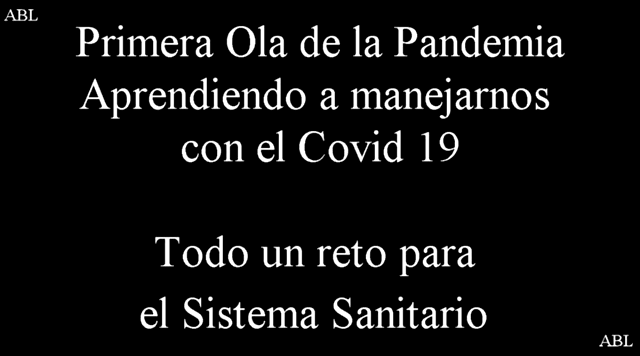 ABL
Primera Ola de la Pandemia
Aprendiendo a manejarnos
con el Covid 19
Todo un reto para
el Sistema Sanitario
ABL